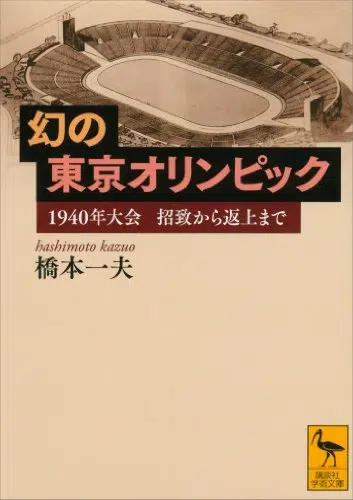 幻の
東京オリンピック
1940年大会 招致から返上まで
hashimoto kazuo
橋本一夫
講談社
学術文庫